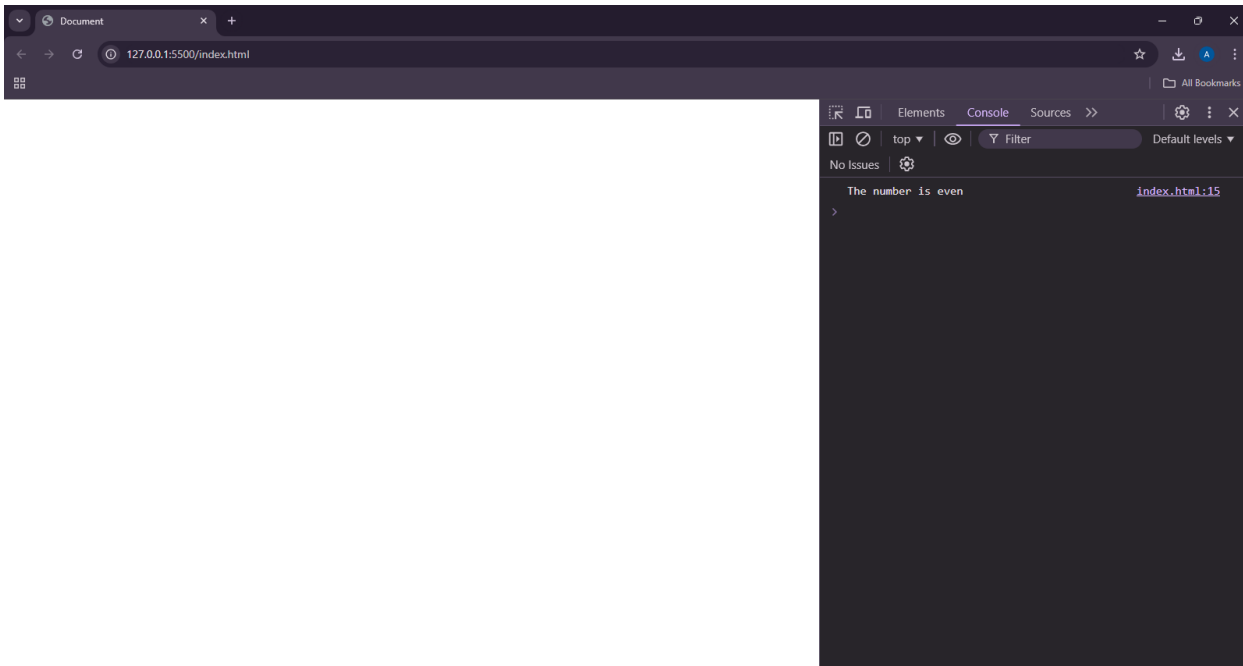 Document
127.0.0.1:5500/index.html
A
All Bookmarks
Elements Console Sources
top Filter Default levels
No Issues
The number is even index.html:15